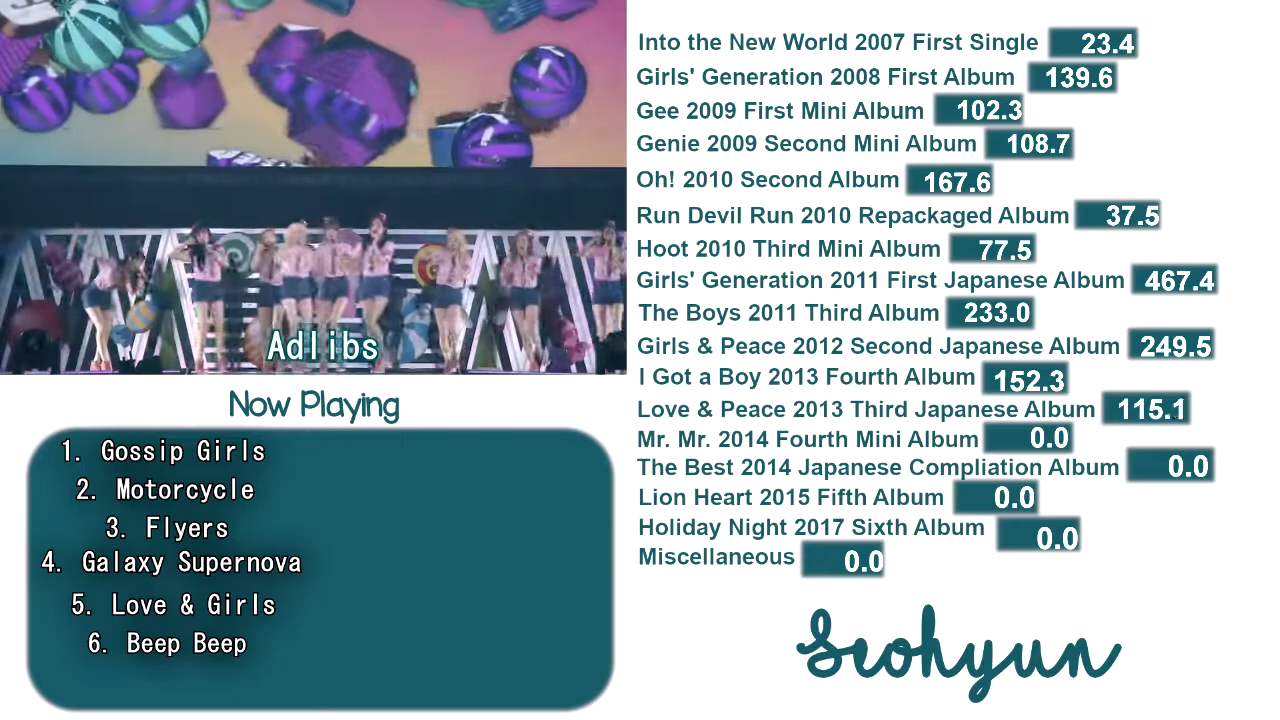 Adlibs
Now Playing
1. Gossip Girls
2. Motorcycle
3. Flyers
4. Galaxy Supernova
5. Love & Girls
6. Beep Beep
Into the New World 2007 First Single 23.4
Girls' Generation 2008 First Album 139.6
Gee 2009 First Mini Album 102.3
Genie 2009 Second Mini Album 108.7
Oh! 2010 Second Album 167.6
Run Devil Run 2010 Repackaged Album 37.5
Hoot 2010 Third Mini Album 77.5
Girls' Generation 2011 First Japanese Album 467.4
The Boys 2011 Third Album 233.0
Girls & Peace 2012 Second Japanese Album 249.5
I Got a Boy 2013 Fourth Album 152.3
Love & Peace 2013 Third Japanese Album 115.1
Mr. Mr. 2014 Fourth Mini Album 0.0
The Best 2014 Japanese Compliation Album 0.0
Lion Heart 2015 Fifth Album 0.0
Holiday Night 2017 Sixth Album 0.0
Miscellaneous 0.0
Seohyun